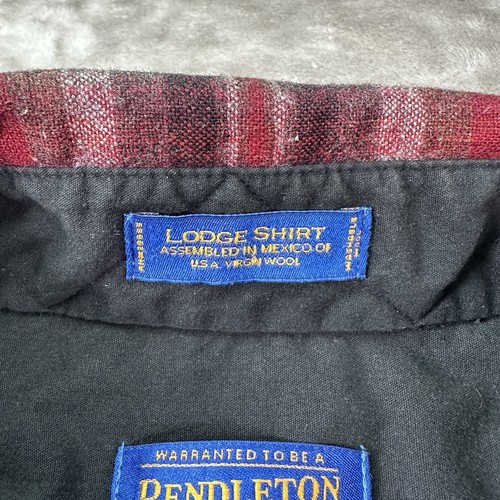 LODGE SHIRT
ASSEMBLED IN MEXICO OF
U.S.A. VIRGIN WOOL
WARRANTED TO BE A
PENDLETON